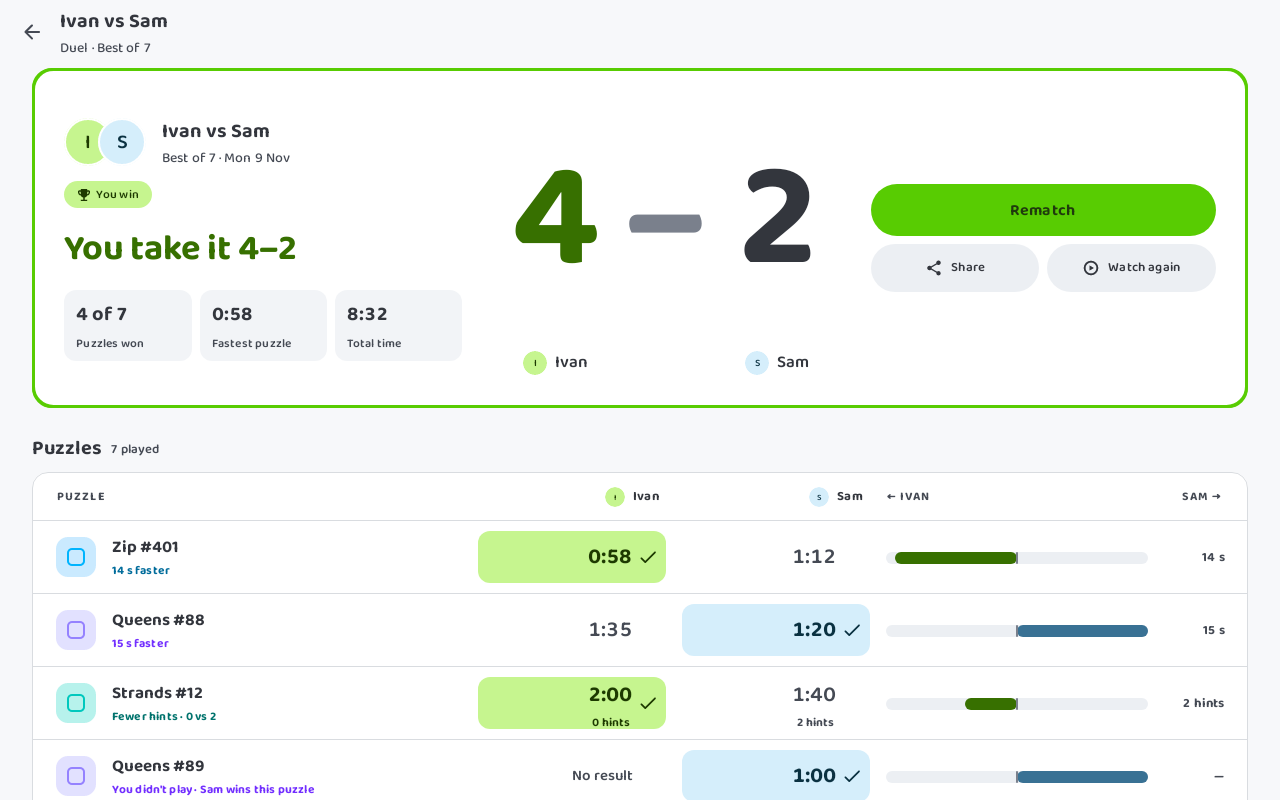 Ivan vs Sam
Duel · Best of 7
I S
Ivan vs Sam
Best of 7 · Mon 9 Nov
You win
You take it 4–2
4 of 7
Puzzles won
0:58
Fastest puzzle
8:32
Total time
4 – 2
I Ivan
S Sam
Rematch
Share
Watch again
Puzzles 7 played
PUZZLE I Ivan S Sam ← IVAN SAM →
Zip #401
14 s faster
0:58 1:12 14 s
Queens #88
15 s faster
1:35 1:20 15 s
Strands #12
Fewer hints · 0 vs 2
2:00 1:40 2 hints
0 hints 2 hints
Queens #89
You didn't play · Sam wins this puzzle
No result 1:00 –